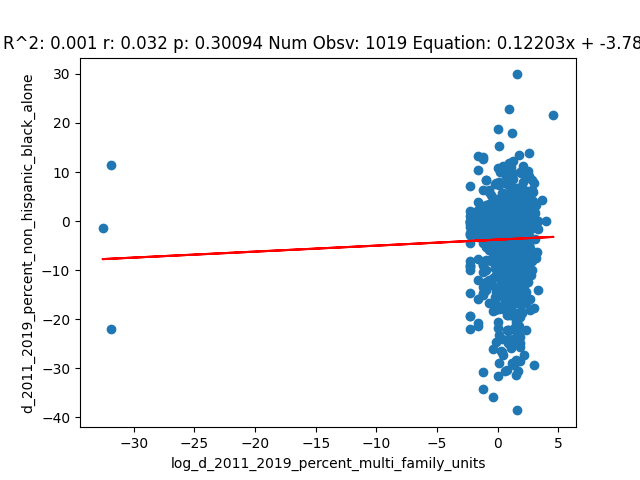 R^2: 0.001 r: 0.032 p: 0.30094 Num Obsv: 1019 Equation: 0.12203x + -3.78
30
20
10
0
−10
−20
−30
−40
d_2011_2019_percent_non_hispanic_black_alone
−30 −25 −20 −15 −10 −5 0 5
log_d_2011_2019_percent_multi_family_units